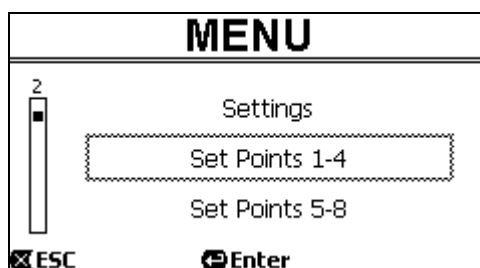 MENU
2
Settings
Set Points 1-4
Set Points 5-8
ESC Enter